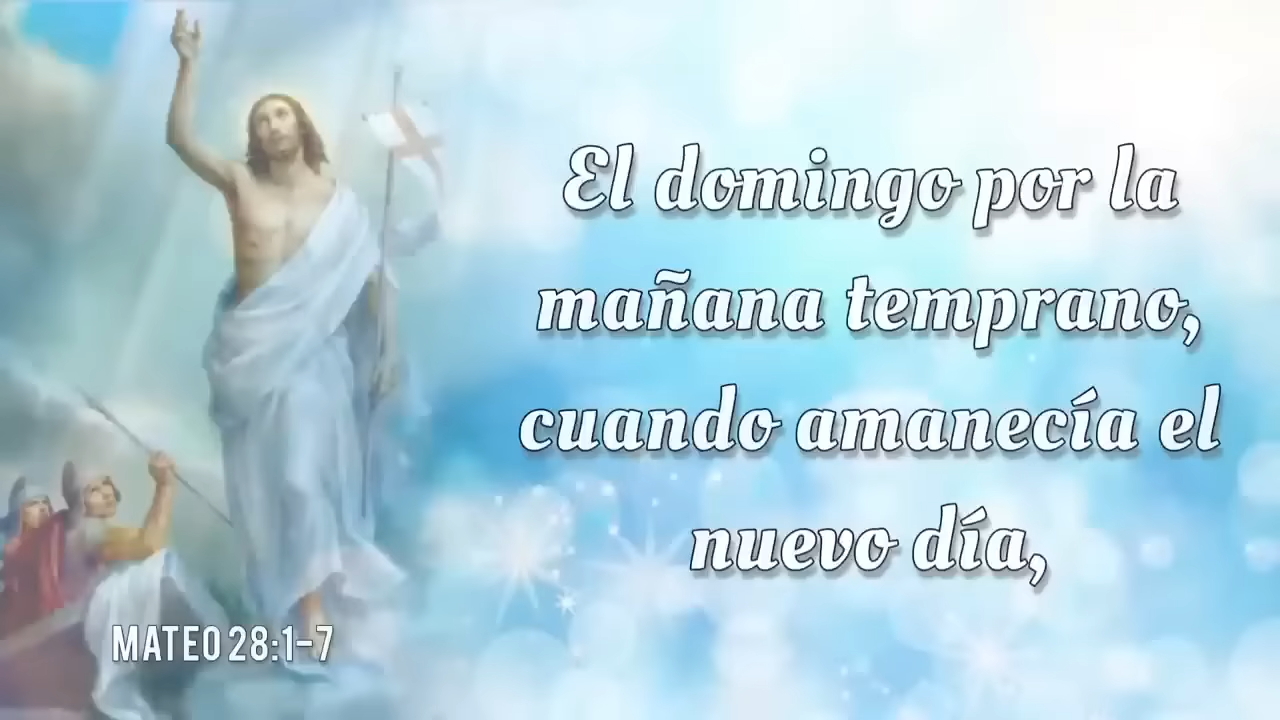 El domingo por la
mañana temprano,
cuando amanecía el
nuevo día,
MATEO 28:1-7